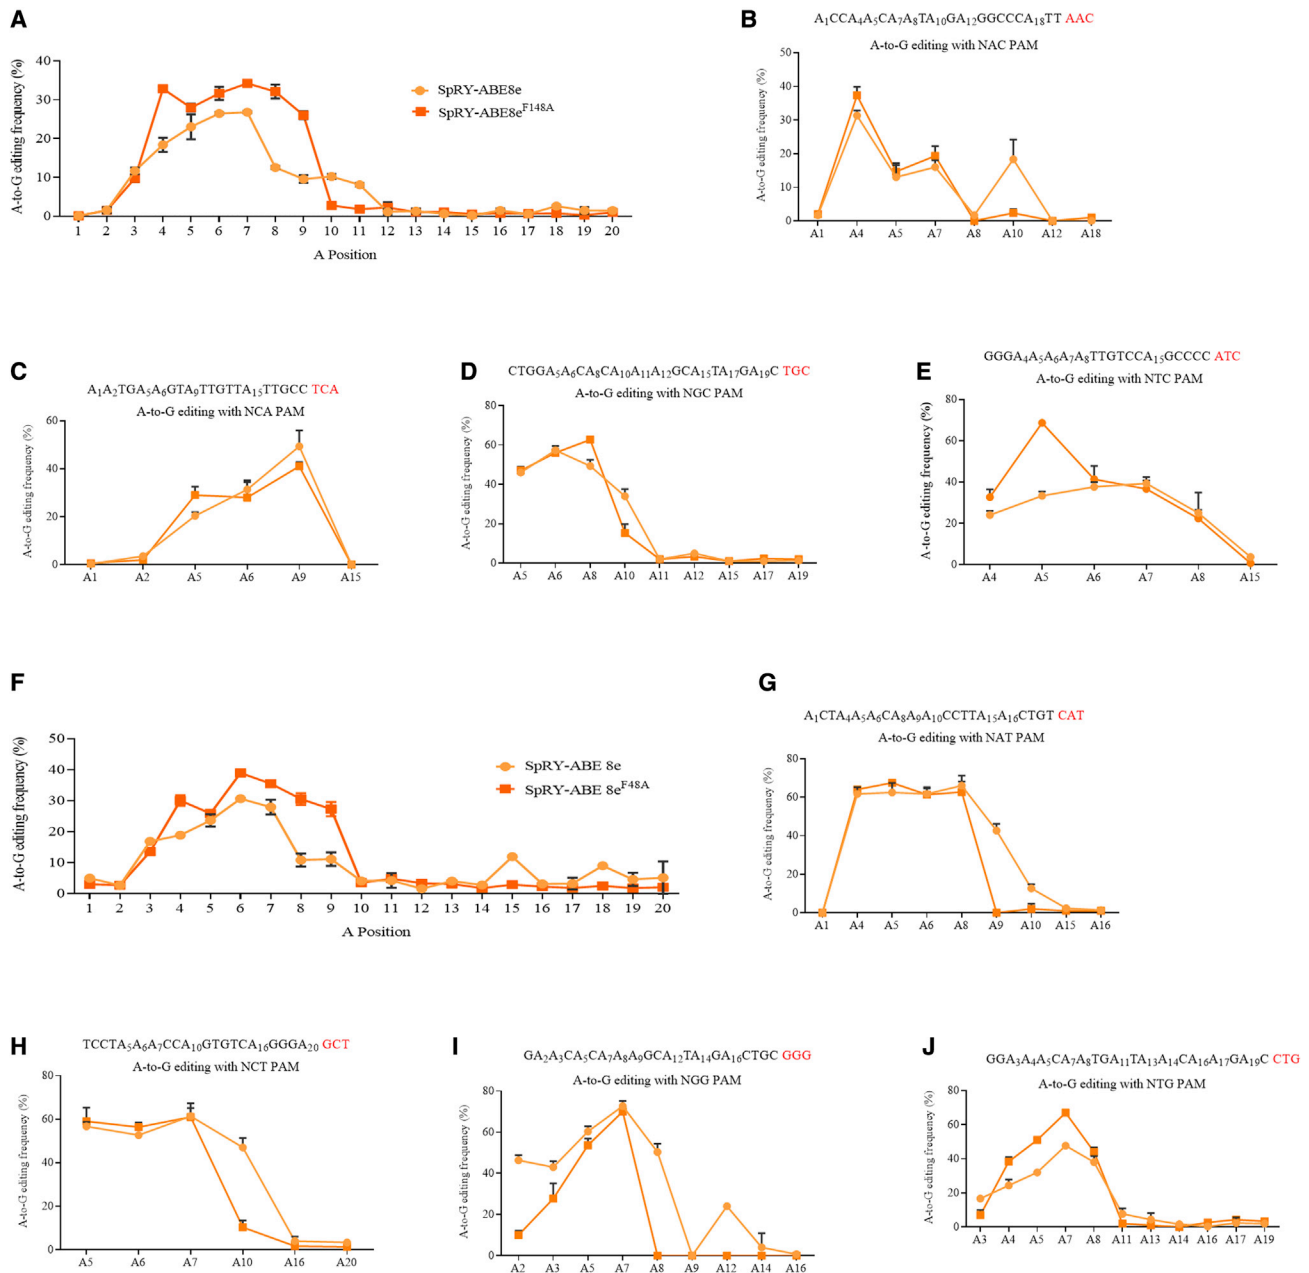 A
A-to-G editing frequency (%)
40
30
20
10
0
1 2 3 4 5 6 7 8 9 10 11 12 13 14 15 16 17 18 19 20
A Position
SpRY-ABE8e
SpRY-ABE8eF148A
B
A1CCA4A5CA7A8TA10GA12GGCCCA18TT AAC
A-to-G editing with NAC PAM
A-to-G editing frequency (%)
50
40
30
20
10
0
A1 A4 A5 A7 A8 A10 A12 A18
C
A1A2TGA5A6GTA9TTGTTA15TTGCC TCA
A-to-G editing with NCA PAM
A-to-G editing frequency (%)
60
40
20
0
A1 A2 A5 A6 A9 A15
D
CTGGA5A6CA8CA10A11A12GCA15TA17GA19C TGC
A-to-G editing with NGC PAM
A-to-G editing frequency (%)
80
60
40
20
0
A5 A6 A8 A10 A11 A12 A15 A17 A19
E
GGGA4A5A6A7A8TTGTCCA15GCCCC ATC
A-to-G editing with NTC PAM
A-to-G editing frequency (%)
80
60
40
20
0
A4 A5 A6 A7 A8 A15
F
A-to-G editing frequency (%)
50
40
30
20
10
0
1 2 3 4 5 6 7 8 9 10 11 12 13 14 15 16 17 18 19 20
A Position
SpRY-ABE 8e
SpRY-ABE 8eF48A
G
A1CTA4A5A6CA8A9A10CCTTA15A16CTGT CAT
A-to-G editing with NAT PAM
A-to-G editing frequency (%)
80
60
40
20
0
A1 A4 A5 A6 A8 A9 A10 A15 A16
H
TCCTA5A6A7CCA10GTGTCA16GGGA20 GCT
A-to-G editing with NCT PAM
A-to-G editing frequency (%)
80
60
40
20
0
A5 A6 A7 A10 A16 A20
I
GA2A3CA5CA7A8A9GCA12TA14GA16CTGC GGG
A-to-G editing with NGG PAM
A-to-G editing frequency (%)
80
60
40
20
0
A2 A3 A5 A7 A8 A9 A12 A14 A16
J
GGA3A4A5CA7A8TGA11TA13A14CA16A17GA19C CTG
A-to-G editing with NTG PAM
A-to-G editing frequency (%)
80
60
40
20
0
A3 A4 A5 A7 A8 A11 A13 A14 A16 A17 A19